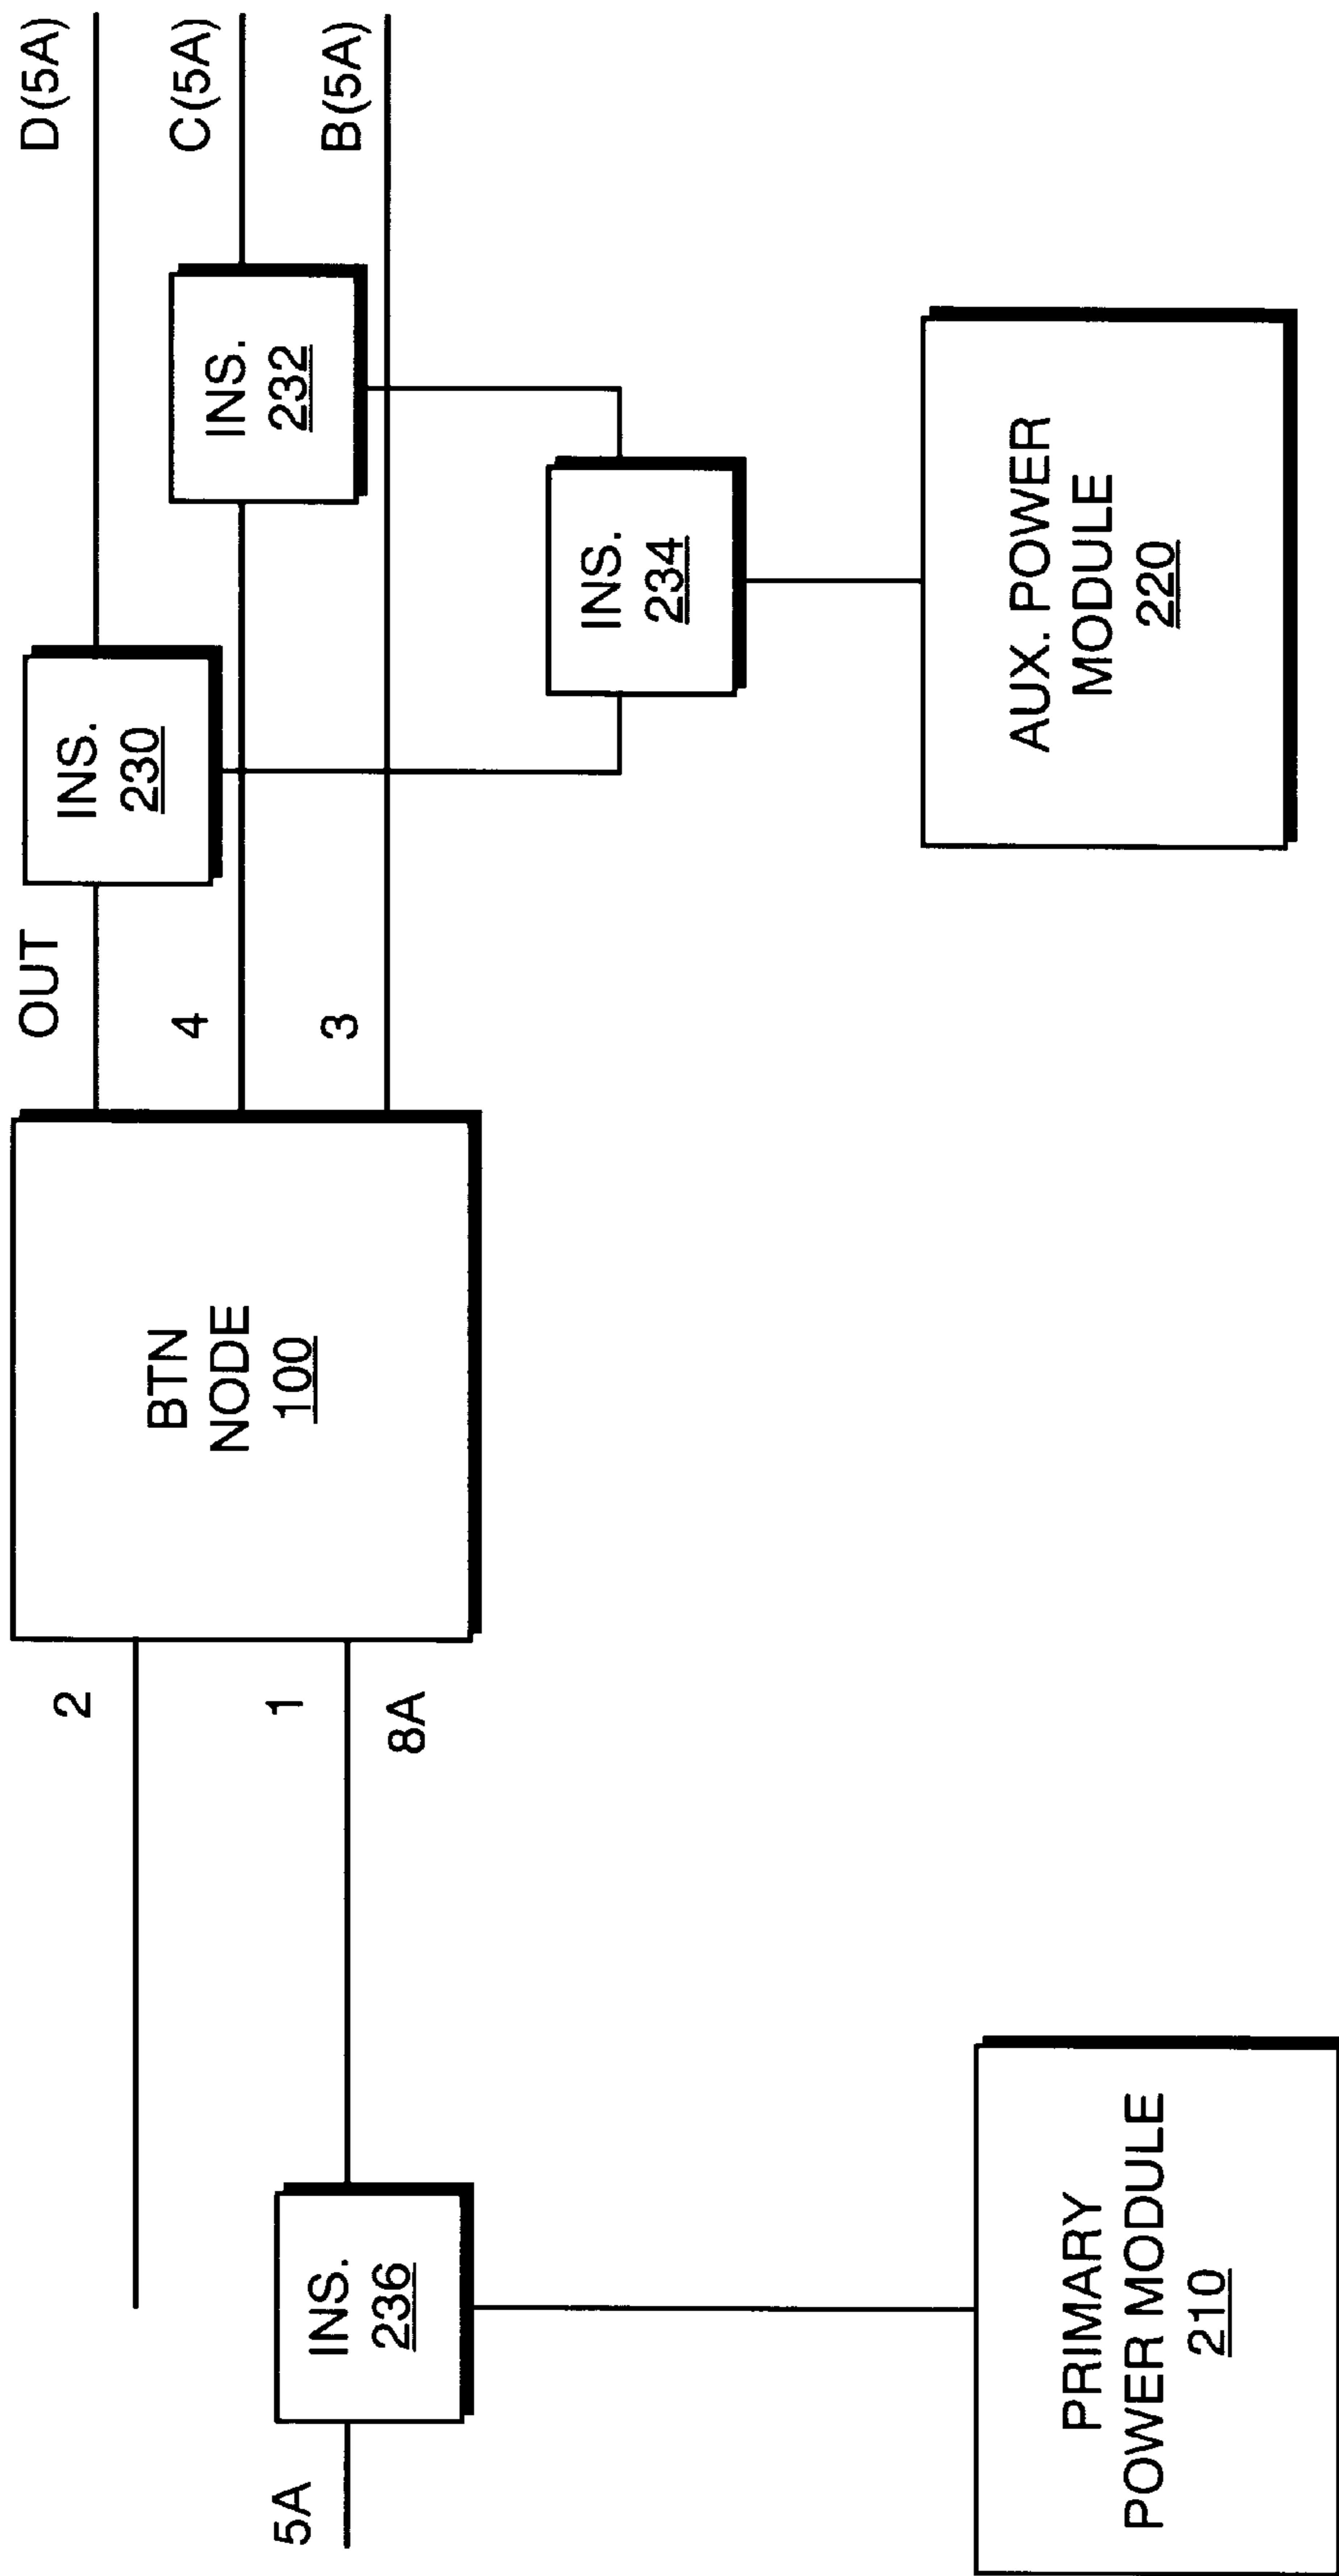 2
1
8A
5A
INS.
236
PRIMARY
POWER MODULE
210
BTN
NODE
100
OUT
4
3
INS.
230
INS.
232
INS.
234
D(5A)
C(5A)
B(5A)
AUX. POWER
MODULE
220